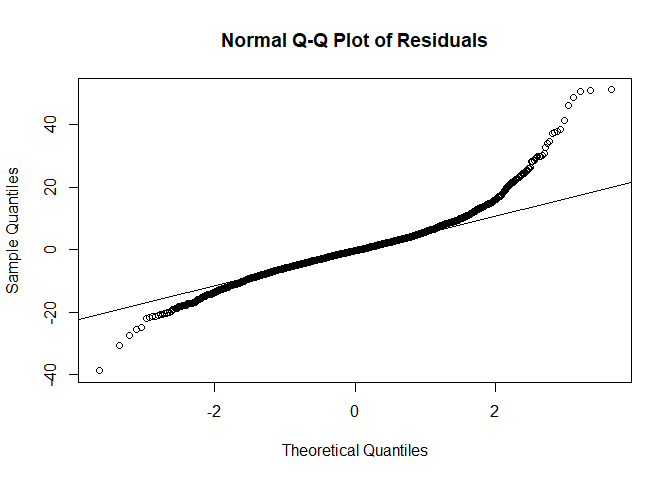 Normal Q-Q Plot of Residuals
Sample Quantiles
40
20
0
-20
-40
-2 0 2
Theoretical Quantiles